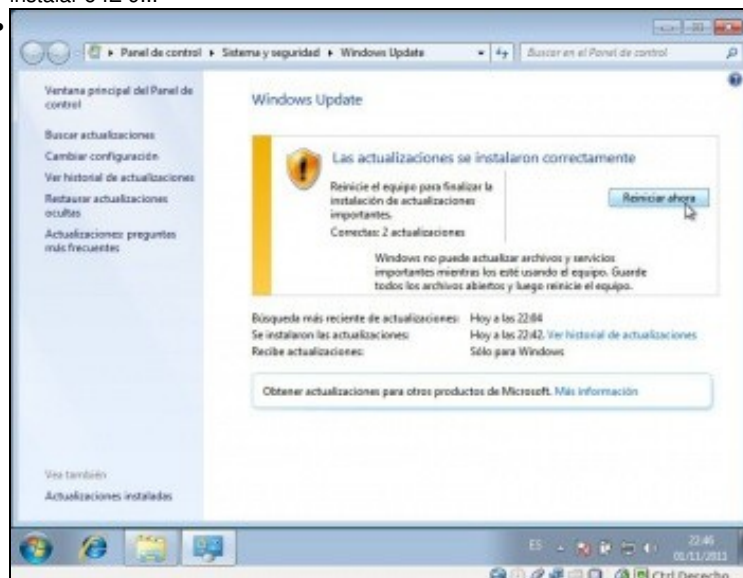 Panel de control ▸ Sistema y seguridad ▸ Windows Update
Buscar en el Panel de control
Ventana principal del Panel de
control
Buscar actualizaciones
Cambiar configuración
Ver historial de actualizaciones
Restaurar actualizaciones
ocultas
Actualizaciones: preguntas
más frecuentes
Vea también
Actualizaciones instaladas
Windows Update
Las actualizaciones se instalaron correctamente
Reinicie el equipo para finalizar la
instalación de actualizaciones
importantes.
Correctas: 2 actualizaciones
Reiniciar ahora
Windows no puede actualizar archivos y servicios
importantes mientras los esté usando el equipo. Guarde
todos los archivos abiertos y luego reinicie el equipo.
Búsqueda más reciente de actualizaciones: Hoy a las 22:04
Se instalaron las actualizaciones: Hoy a las 22:42. Ver historial de actualizaciones
Recibe actualizaciones: Sólo para Windows
Obtener actualizaciones para otros productos de Microsoft. Más información
ES
22:46
01/11/2011
Ctrl Derecho